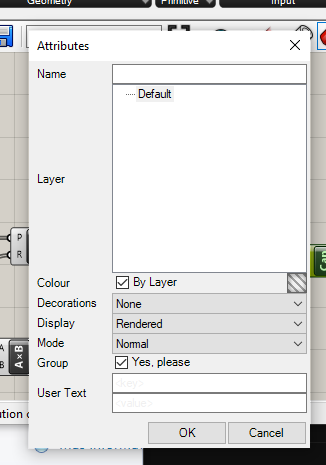 Geometry Primitive Input
Attributes
Name
Default
Layer
Colour By Layer
Decorations None
Display Rendered
Mode Normal
Group Yes, please
<key>
User Text
<value>
OK Cancel
P
R
A
B
A×B
Cap